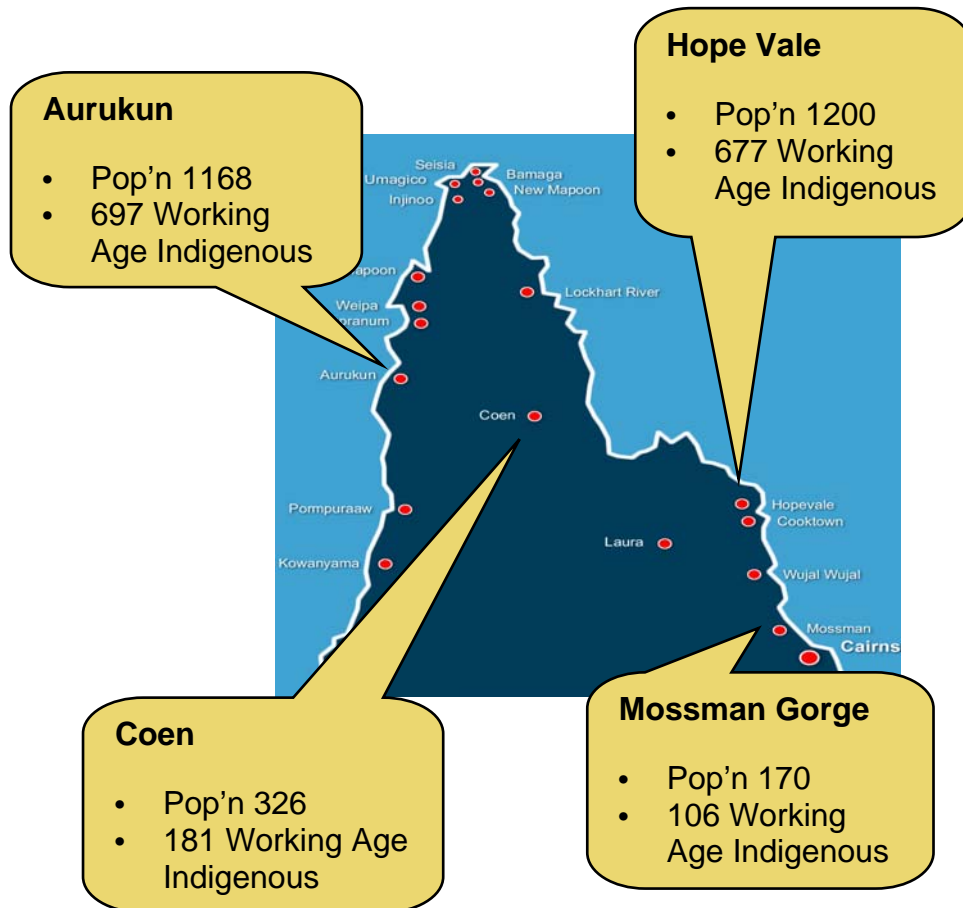 Hope Vale
• Pop’n 1200
• 677 Working
Age Indigenous
Aurukun
• Pop’n 1168
• 697 Working
Age Indigenous
Seisia
Bamaga
Umagico
New Mapoon
Injinoo
Lockhart River
Weipa
Aurukun
Coen
Pormpuraaw
Hopevale
Cooktown
Laura
Kowanyama
Wujal Wujal
Mossman
Cairns
Coen
• Pop’n 326
• 181 Working Age
Indigenous
Mossman Gorge
• Pop’n 170
• 106 Working
Age Indigenous